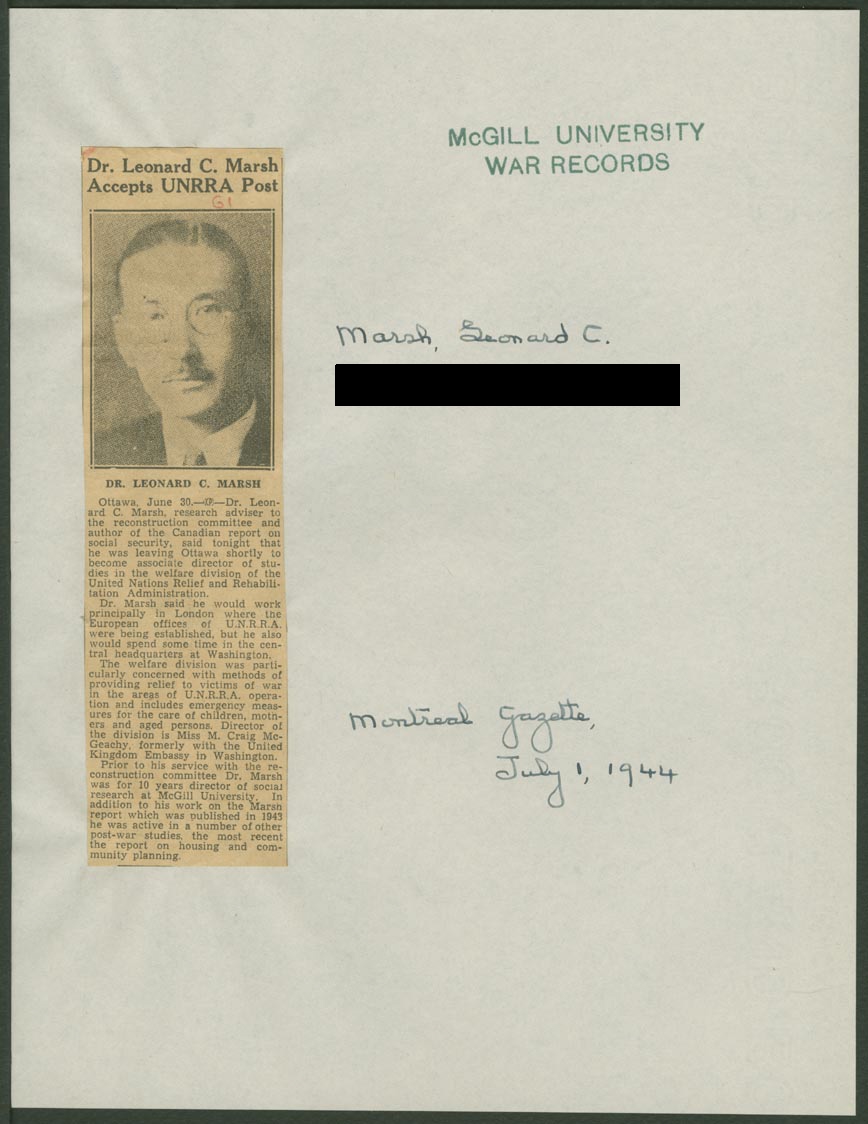 McGILL UNIVERSITY
WAR RECORDS
Dr. Leonard C. Marsh
Accepts UNRRA Post
G1
DR. LEONARD C. MARSH
Ottawa, June 30.—CP—Dr. Leon-
ard C. Marsh, research adviser to
the reconstruction committee and
author of the Canadian report on
social security, said tonight that
he was leaving Ottawa shortly to
become associate director of stu-
dies in the welfare division of the
United Nations Relief and Rehabili-
tation Administration.
Dr. Marsh said he would work
principally in London where the
European offices of U.N.R.R.A.
were being established, but he also
would spend some time in the cen-
tral headquarters at Washington.
The welfare division was parti-
cularly concerned with methods of
providing relief to victims of war
in the areas of U.N.R.R.A. opera-
tion and includes emergency meas-
ures for the care of children, moth-
ers and aged persons. Director of
the division is Miss M. Craig Mc-
Geachy, formerly with the United
Kingdom Embassy in Washington.
Prior to his service with the re-
construction committee Dr. Marsh
was for 10 years director of social
research at McGill University. In
addition to his work on the Marsh
report which was published in 1943
he was active in a number of other
post-war studies, the most recent
the report on housing and com-
munity planning.
Marsh, Leonard C.
Montreal Gazette,
July 1, 1944